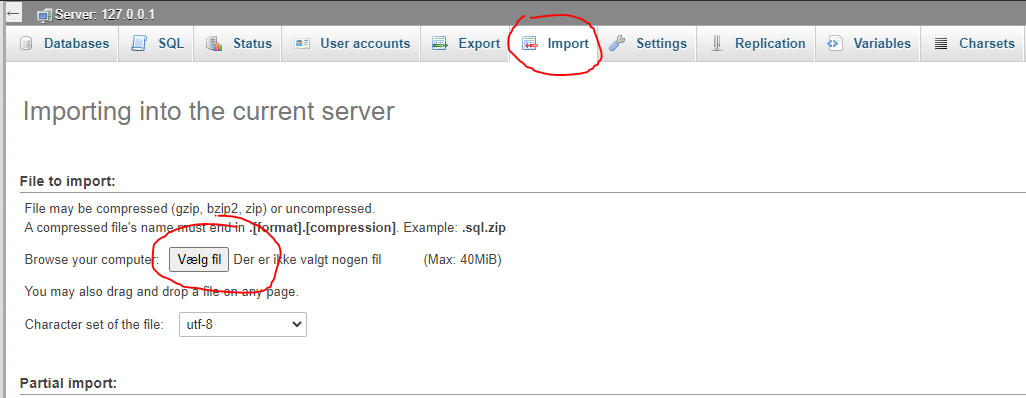 Server: 127.0.0.1
Databases SQL Status User accounts Export Import Settings Replication Variables Charsets
Importing into the current server
File to import:
File may be compressed (gzip, bzip2, zip) or uncompressed.
A compressed file's name must end in .[format].[compression]. Example: .sql.zip
Browse your computer: Vælg fil Der er ikke valgt nogen fil (Max: 40MiB)
You may also drag and drop a file on any page.
Character set of the file: utf-8
Partial import: